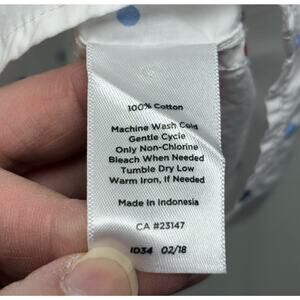 100% Cotton
Machine Wash Cold
Gentle Cycle
Only Non-Chlorine
Bleach When Needed
Tumble Dry Low
Warm Iron, If Needed
Made in Indonesia
CA #23147
ID34 02/18